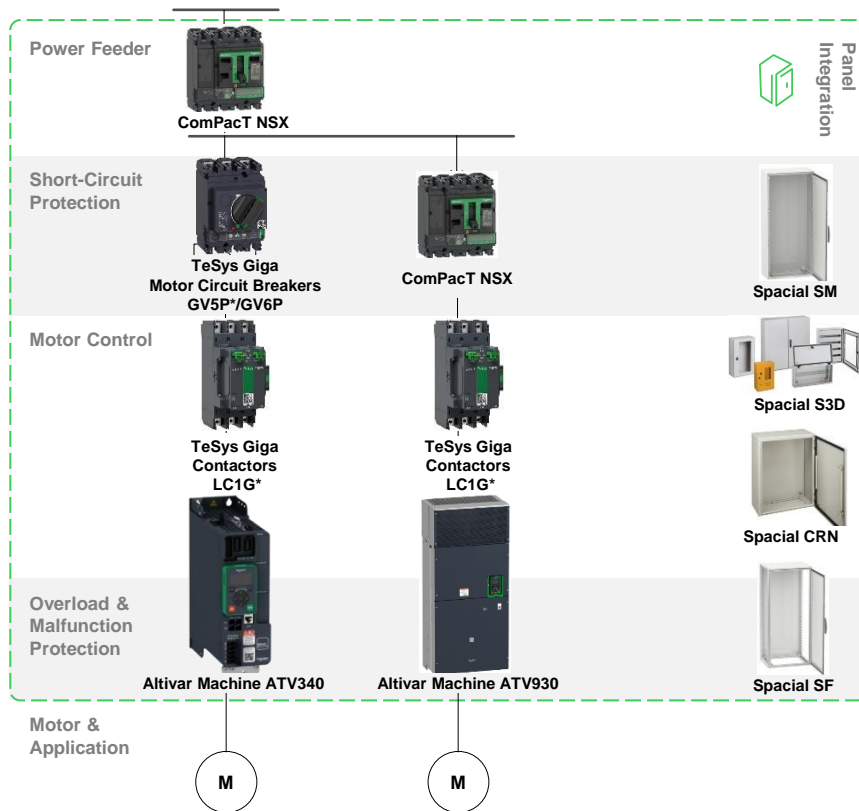 Power Feeder
ComPacT NSX
Panel
Integration
Short-Circuit
Protection
TeSys Giga
Motor Circuit Breakers
GV5P*/GV6P
ComPacT NSX
Spacial SM
Motor Control
TeSys Giga
Contactors
LC1G*
TeSys Giga
Contactors
LC1G*
Spacial S3D
Spacial CRN
Overload &
Malfunction
Protection
Altivar Machine ATV340
Altivar Machine ATV930
Spacial SF
Motor &
Application
M
M